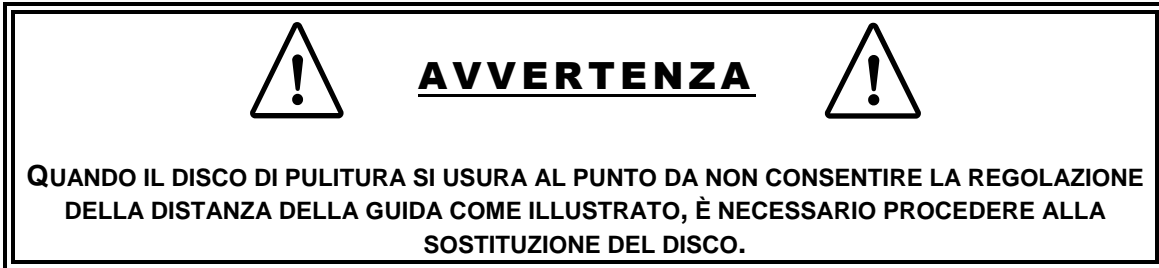 AVVERTENZA
QUANDO IL DISCO DI PULITURA SI USURA AL PUNTO DA NON CONSENTIRE LA REGOLAZIONE
DELLA DISTANZA DELLA GUIDA COME ILLUSTRATO, È NECESSARIO PROCEDERE ALLA
SOSTITUZIONE DEL DISCO.